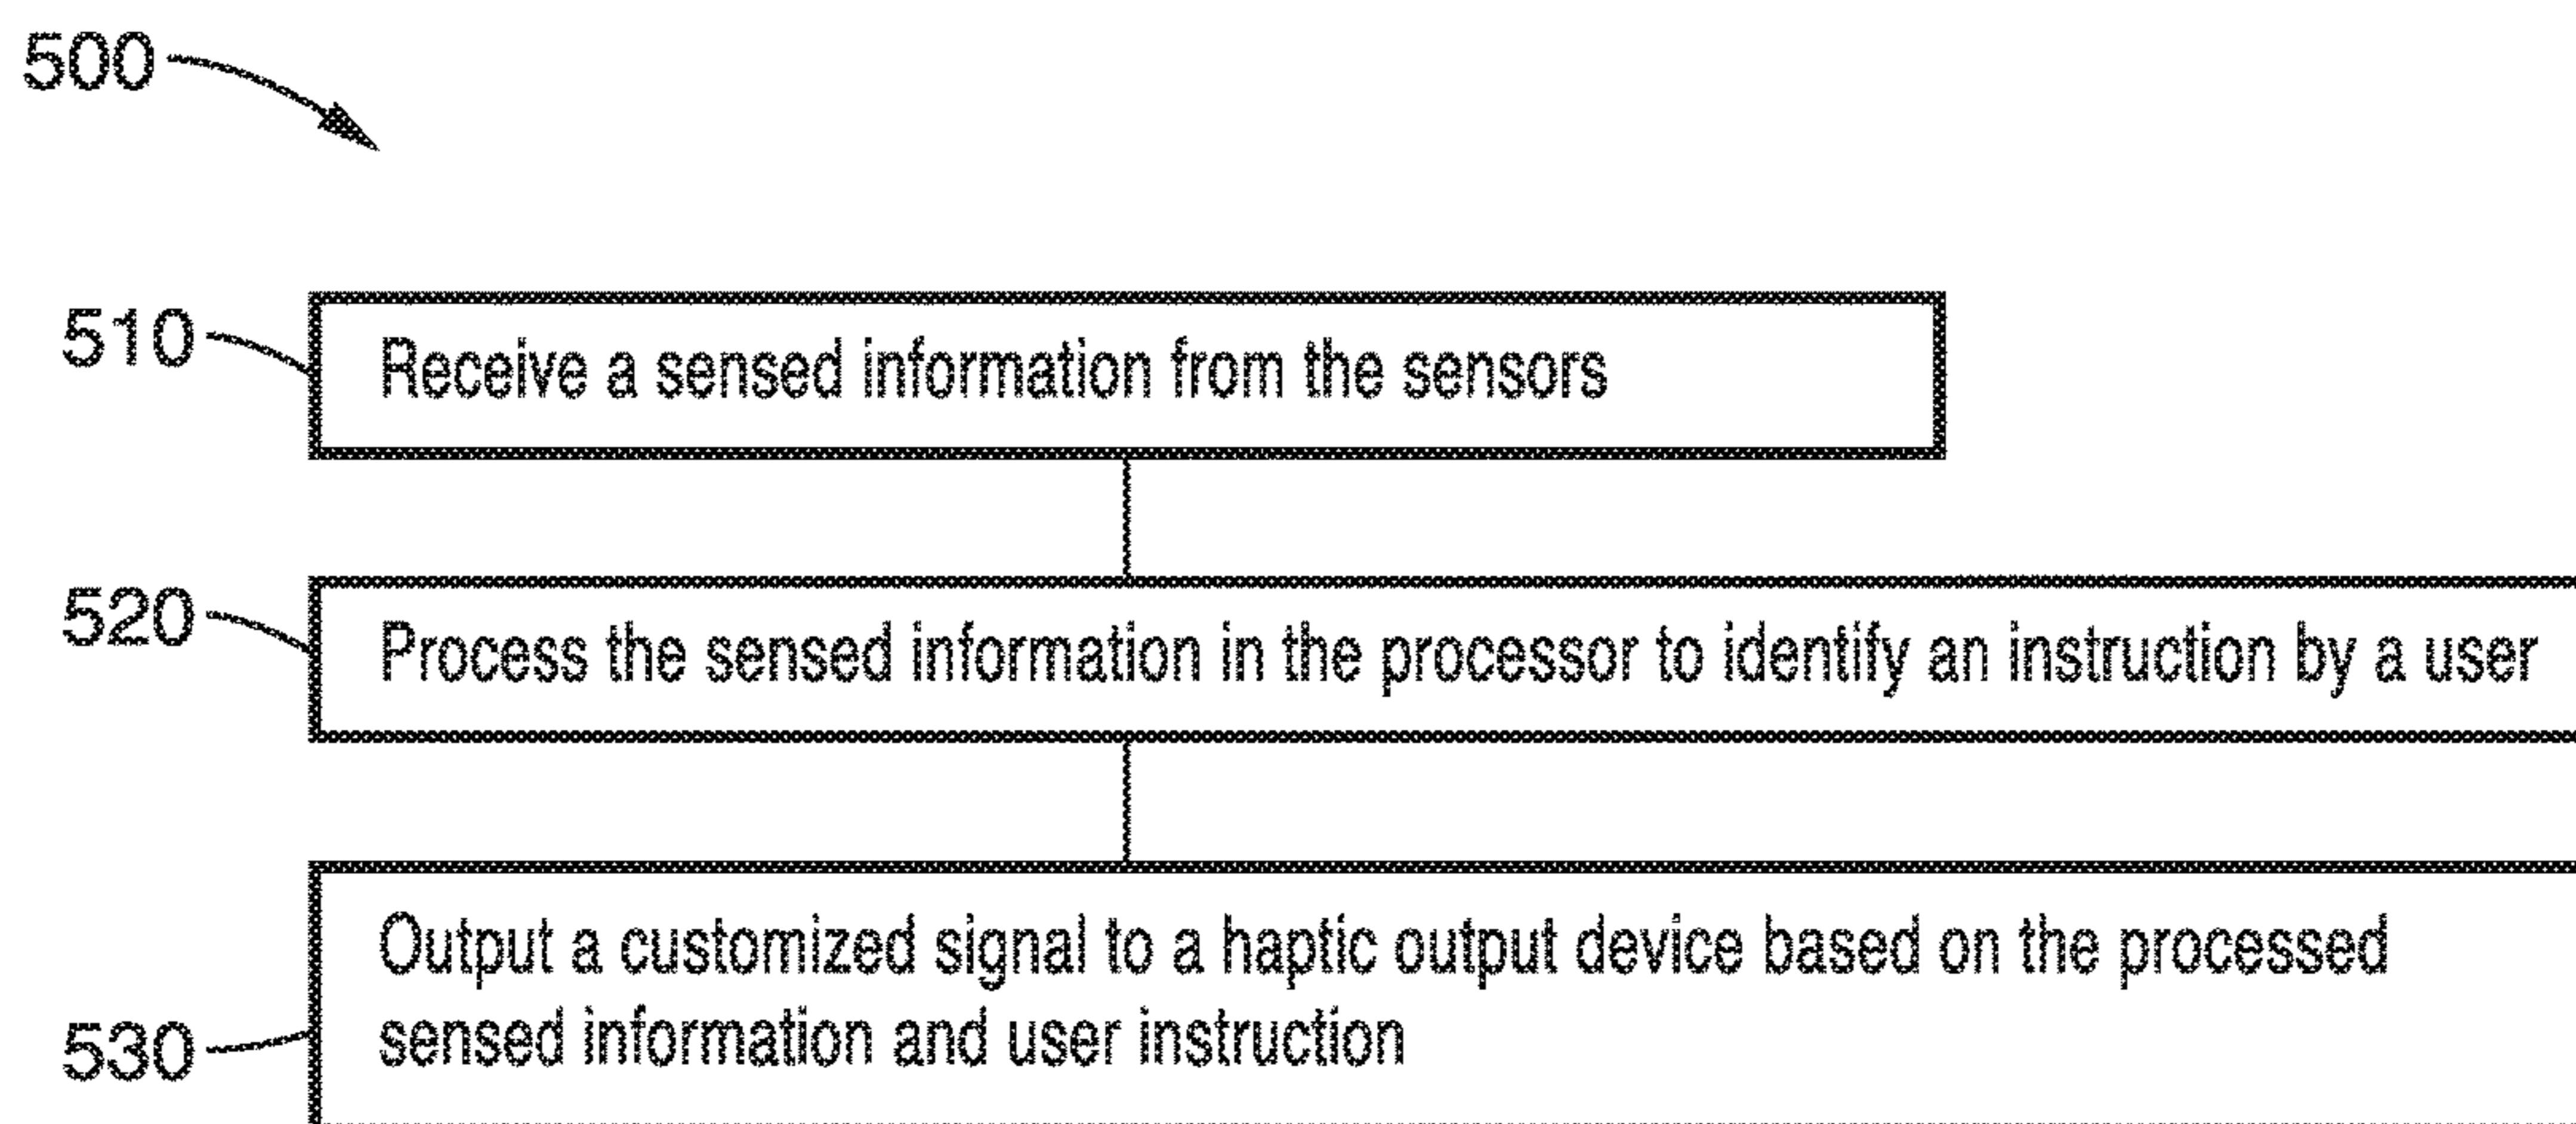 500
510
Receive a sensed information from the sensors
520
Process the sensed information in the processor to identify an instruction by a user
Output a customized signal to a haptic output device based on the processed
sensed information and user instruction
530